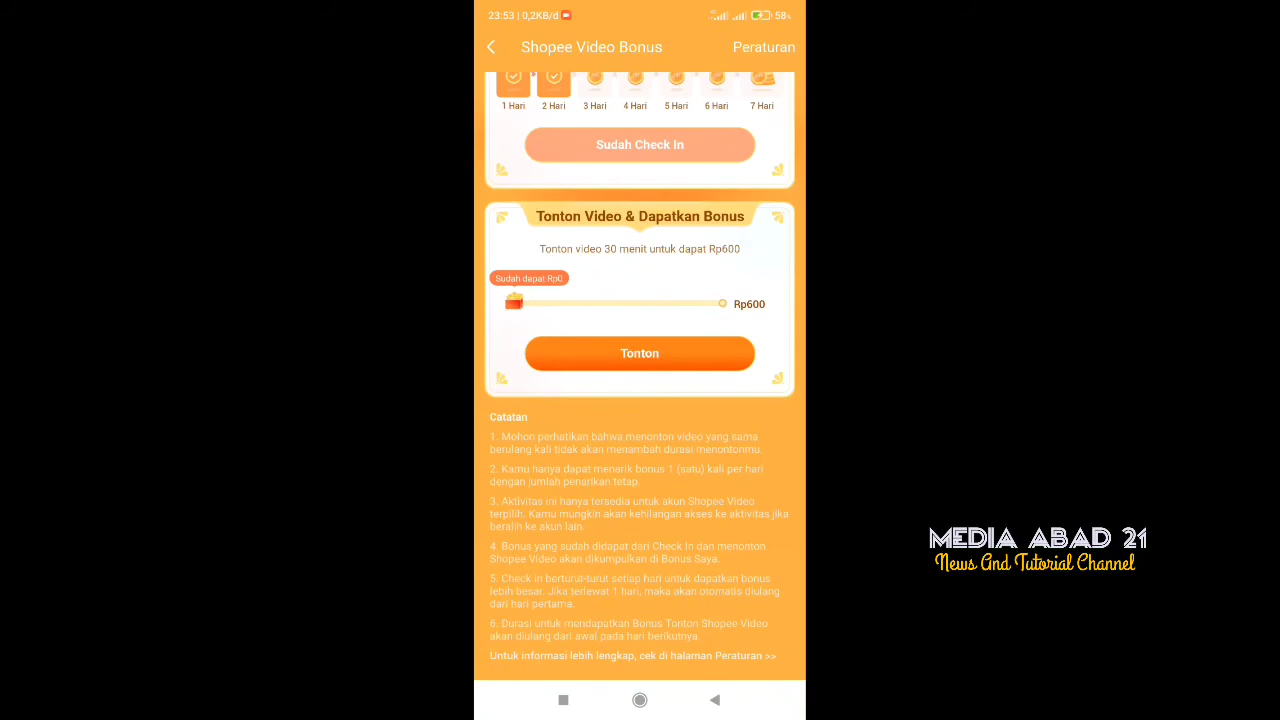 23:53 | 0,2KB/d
58%
Shopee Video Bonus
Peraturan
1 Hari
2 Hari
3 Hari
4 Hari
5 Hari
6 Hari
7 Hari
Sudah Check In
Tonton Video & Dapatkan Bonus
Tonton video 30 menit untuk dapat Rp600
Sudah dapat Rp0
Rp600
Tonton
Catatan
1. Mohon perhatikan bahwa menonton video yang sama
berulang kali tidak akan menambah durasi menontonmu.
2. Kamu hanya dapat menarik bonus 1 (satu) kali per hari
dengan jumlah penarikan tetap.
3. Aktivitas ini hanya tersedia untuk akun Shopee Video
terpilih. Kamu mungkin akan kehilangan akses ke aktivitas jika
beralih ke akun lain.
4. Bonus yang sudah didapat dari Check In dan menonton
Shopee Video akan dikumpulkan di Bonus Saya.
5. Check in berturut-turut setiap hari untuk dapatkan bonus
lebih besar. Jika terlewat 1 hari, maka akan otomatis diulang
dari hari pertama.
6. Durasi untuk mendapatkan Bonus Tonton Shopee Video
akan diulang dari awal pada hari berikutnya.
Untuk informasi lebih lengkap, cek di halaman Peraturan >>
MEDIA ABAD 21
News And Tutorial Channel